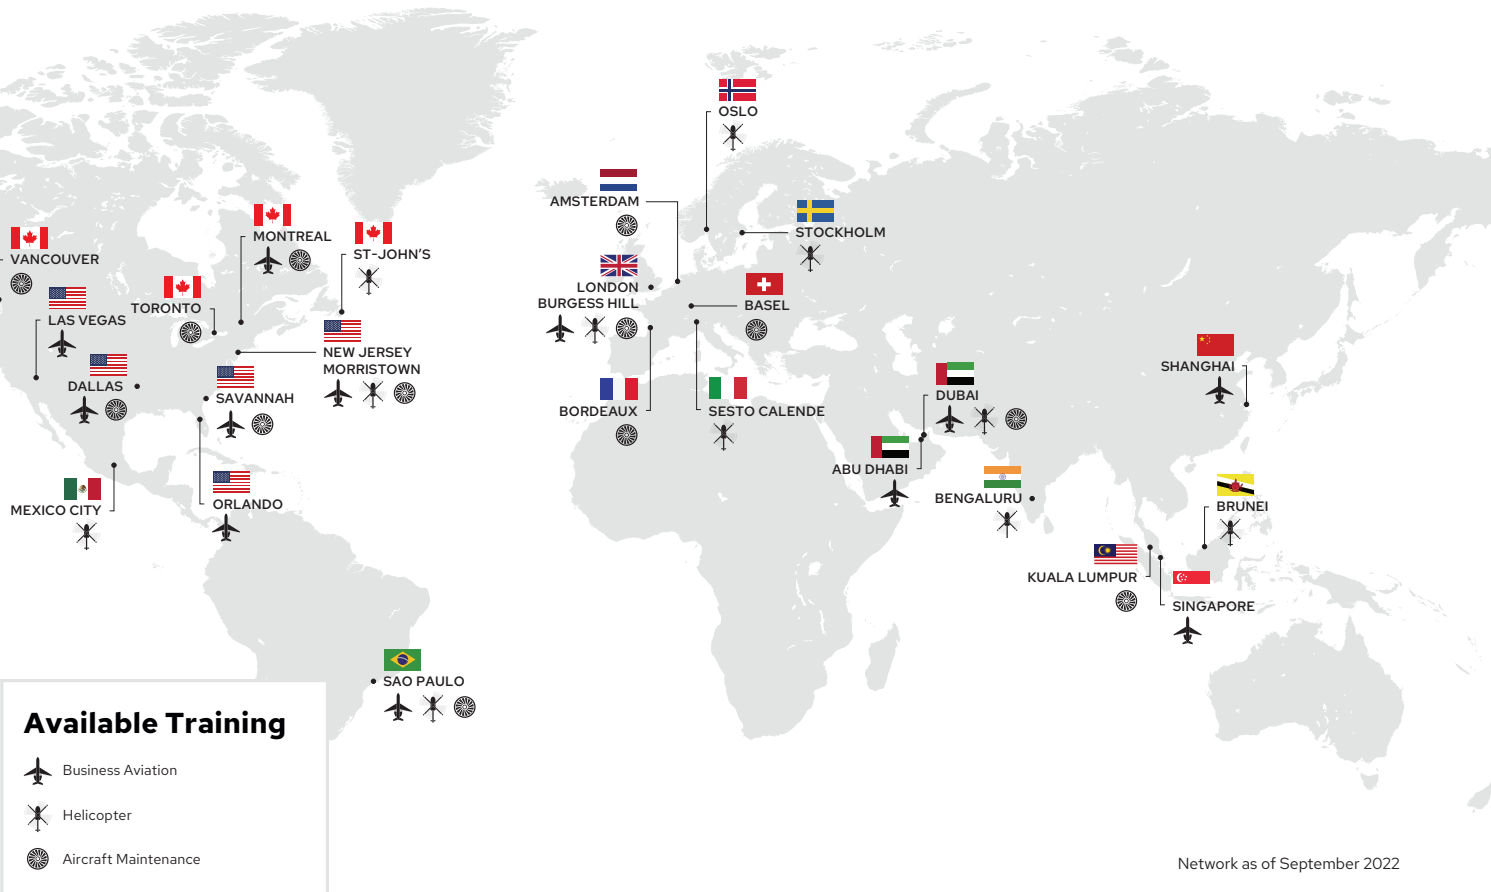 OSLO
AMSTERDAM
STOCKHOLM
MONTREAL
ST-JOHN'S
VANCOUVER
LONDON
BURGESS HILL
BASEL
TORONTO
LAS VEGAS
NEW JERSEY
MORRISTOWN
SHANGHAI
DALLAS
SAVANNAH
BORDEAUX
SESTO CALENDE
DUBAI
ABU DHABI
BENGALURU
MEXICO CITY
ORLANDO
BRUNEI
KUALA LUMPUR
SINGAPORE
SAO PAULO
Available Training
Business Aviation
Helicopter
Aircraft Maintenance
Network as of September 2022